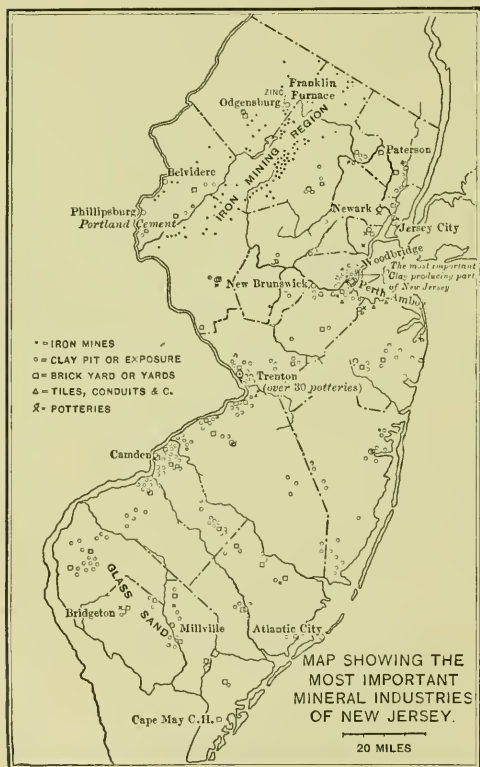 Franklin
Furnace
ZINC
Ogdensburg
IRON MINING REGION
Paterson
Belvidere
Newark
Phillipsburg
Portland Cement
Jersey City
Woodbridge
New Brunswick
The most important
Clay producing part
of New Jersey
Perth Amboy
• = IRON MINES
○ = CLAY PIT OR EXPOSURE
□ = BRICK YARD OR YARDS
△ = TILES, CONDUITS & C.
= POTTERIES
Trenton
(over 30 potteries)
Camden
GLASS SAND
Bridgeton
Millville
Atlantic City
Cape May C.H.
MAP SHOWING THE
MOST IMPORTANT
MINERAL INDUSTRIES
OF NEW JERSEY.
20 MILES